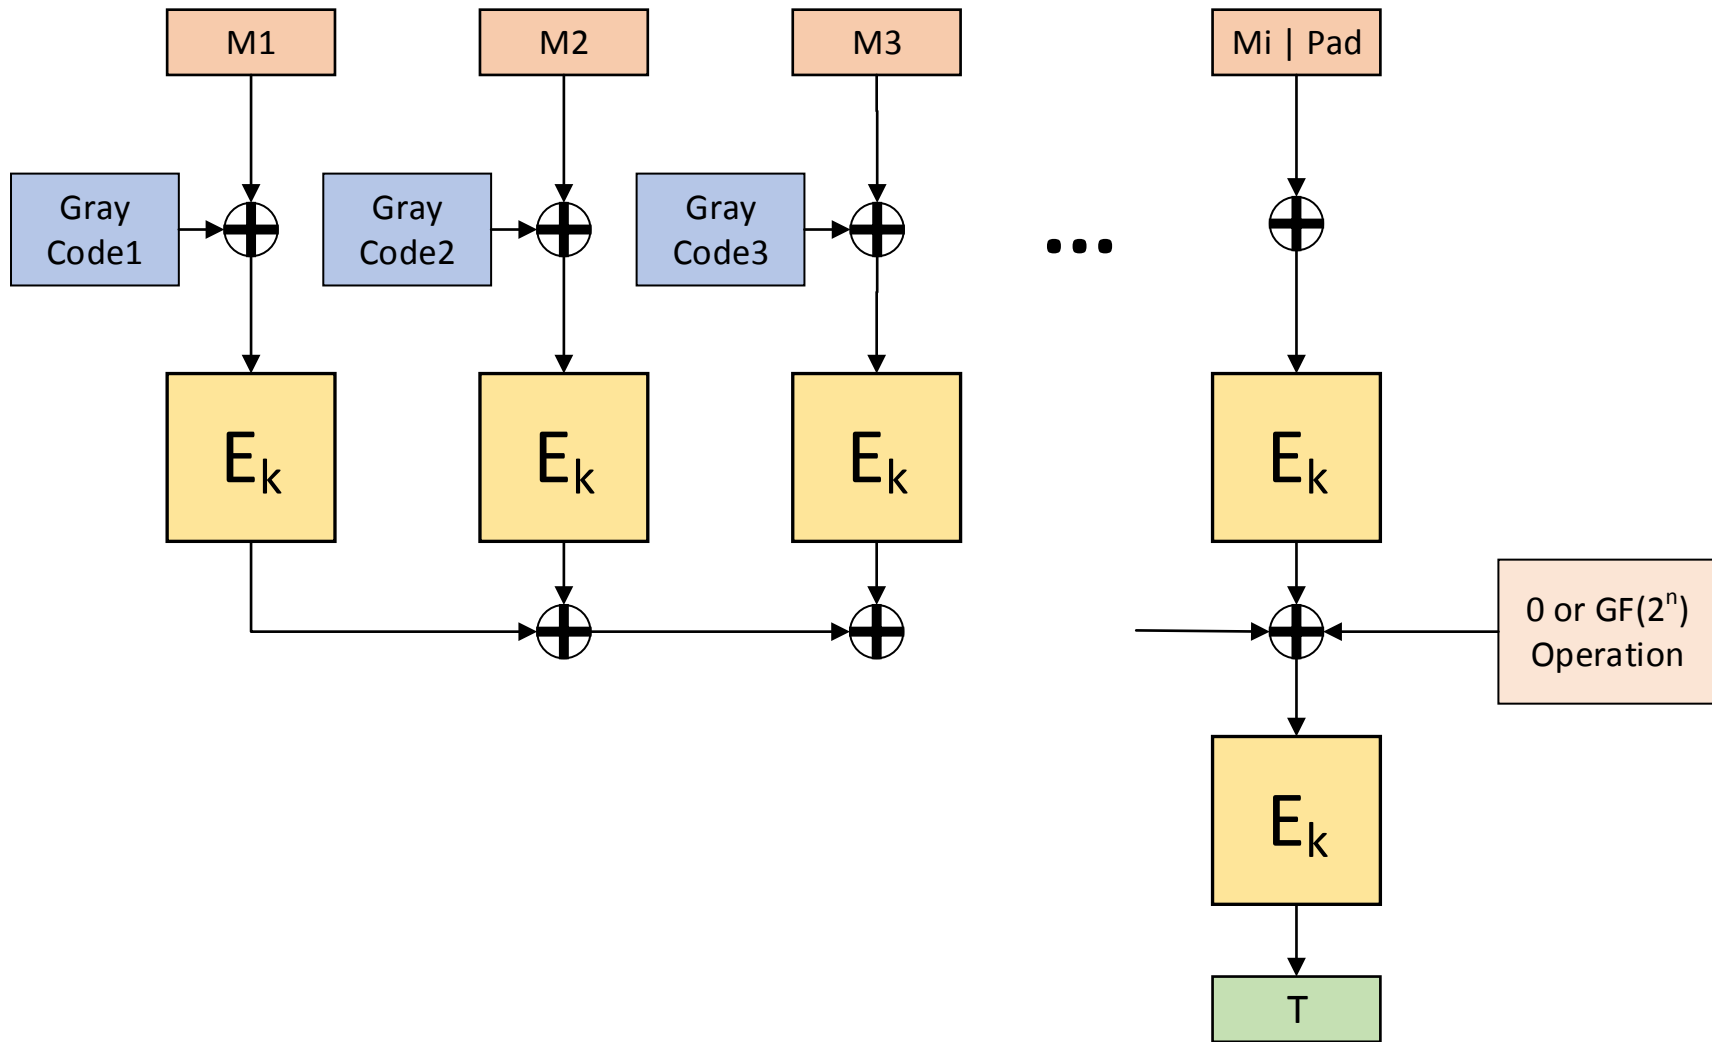 M1
M2
M3
Mi | Pad
Gray
Code1
Gray
Code2
Gray
Code3
...
Ek
Ek
Ek
Ek
0 or GF(2^n)
Operation
Ek
T